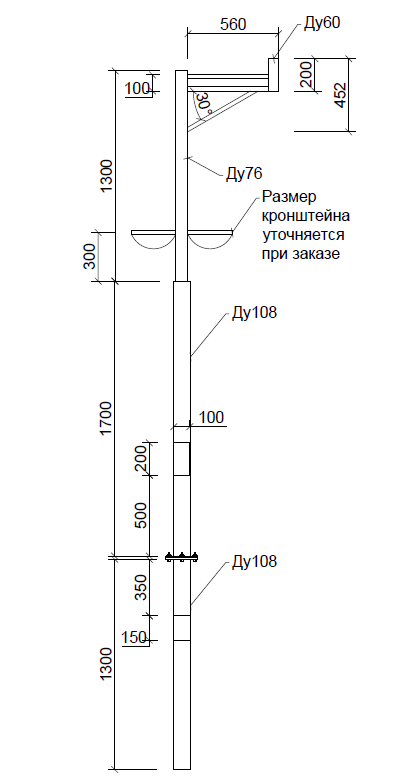 560
Ду60
100
30°
200
452
1300
Ду76
Размер
кронштейна
уточняется
при заказе
300
Ду108
1700
100
200
500
Ду108
350
150
1300